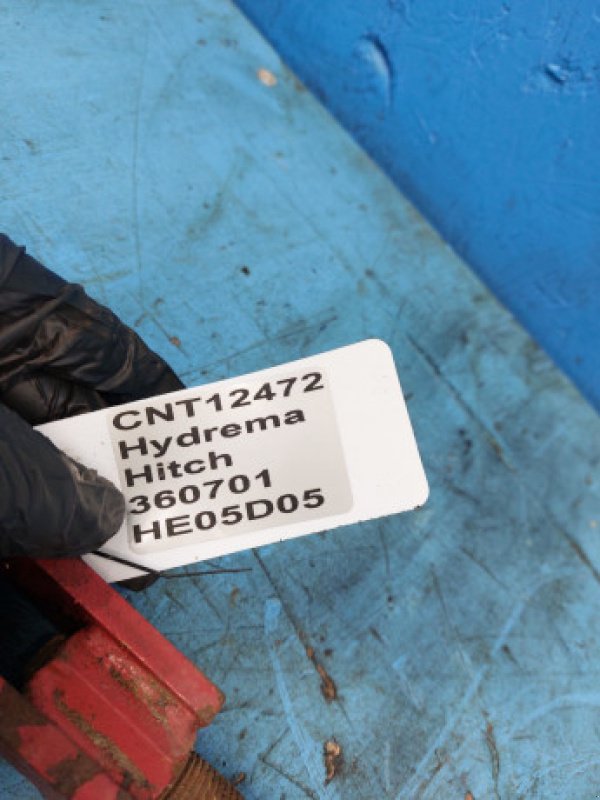 CNT12472
Hydrema
Hitch
360701
HE05D05